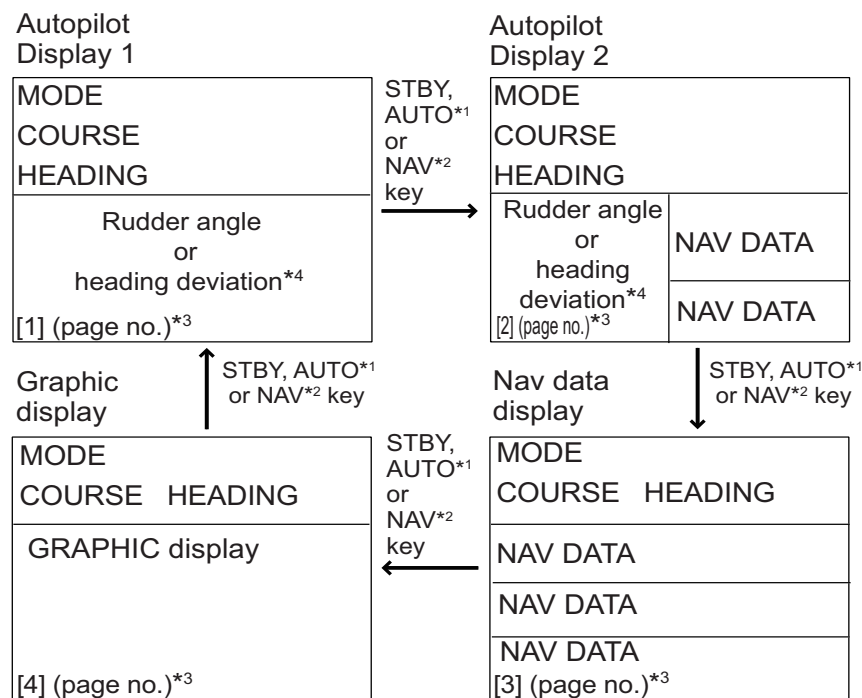 Autopilot
Display 1
MODE
COURSE
HEADING
Rudder angle
or
heading deviation*4
[1] (page no.)*3
STBY,
AUTO*1
or
NAV*2
key
Autopilot
Display 2
MODE
COURSE
HEADING
Rudder angle
or
heading
deviation*4
[2] (page no.)*3
NAV DATA
NAV DATA
STBY, AUTO*1
or NAV*2 key
STBY, AUTO*1
or NAV*2 key
Nav data
display
MODE
COURSE HEADING
NAV DATA
NAV DATA
NAV DATA
[3] (page no.)*3
STBY,
AUTO*1
or
NAV*2
key
Graphic
display
MODE
COURSE HEADING
GRAPHIC display
[4] (page no.)*3